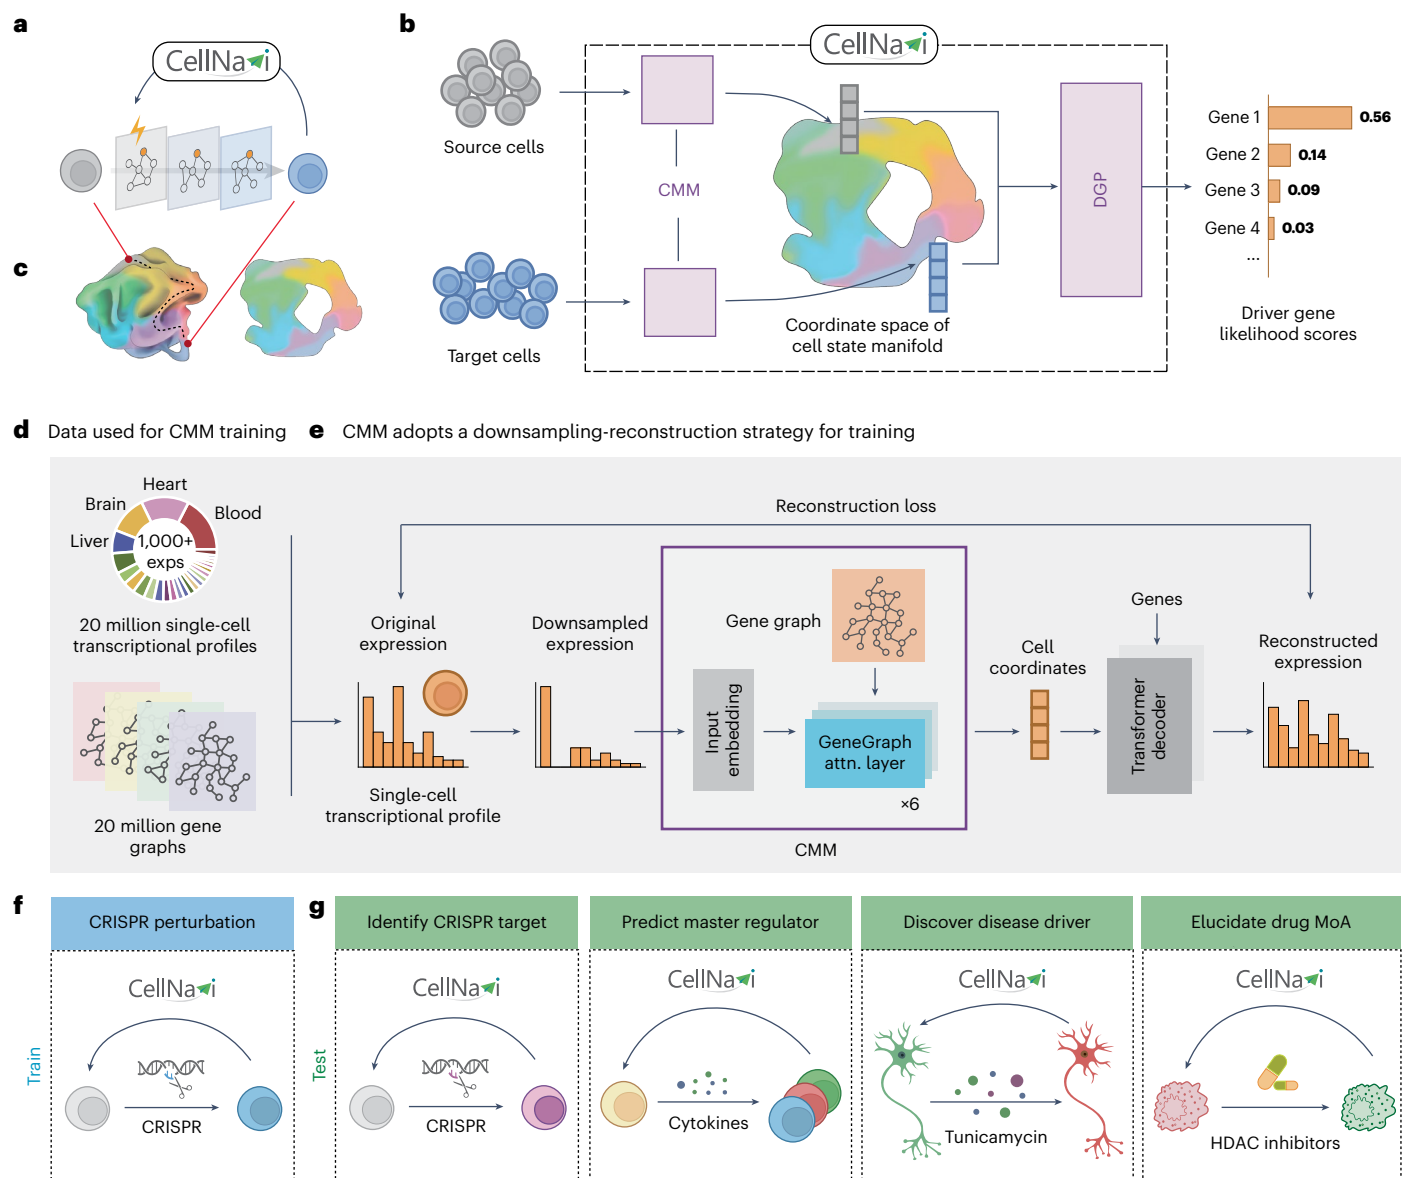 a
CellNavi
b
CellNavi
Source cells
CMM
Target cells
Coordinate space of
cell state manifold
DGP
Gene 1
0.56
Gene 2
0.14
Gene 3
0.09
Gene 4
0.03
...
Driver gene
likelihood scores
c
d
Data used for CMM training
Heart
Brain
Blood
Liver
1,000+
exps
20 million single-cell
transcriptional profiles
20 million gene
graphs
e
CMM adopts a downsampling-reconstruction strategy for training
Reconstruction loss
Original
expression
Single-cell
transcriptional profile
Downsampled
expression
Gene graph
Input
embedding
GeneGraph
attn. layer
×6
CMM
Cell
coordinates
Genes
Transformer
decoder
Reconstructed
expression
f
Train
CRISPR perturbation
CellNavi
CRISPR
g
Test
Identify CRISPR target
CellNavi
CRISPR
Predict master regulator
CellNavi
Cytokines
Discover disease driver
CellNavi
Tunicamycin
Elucidate drug MoA
CellNavi
HDAC inhibitors